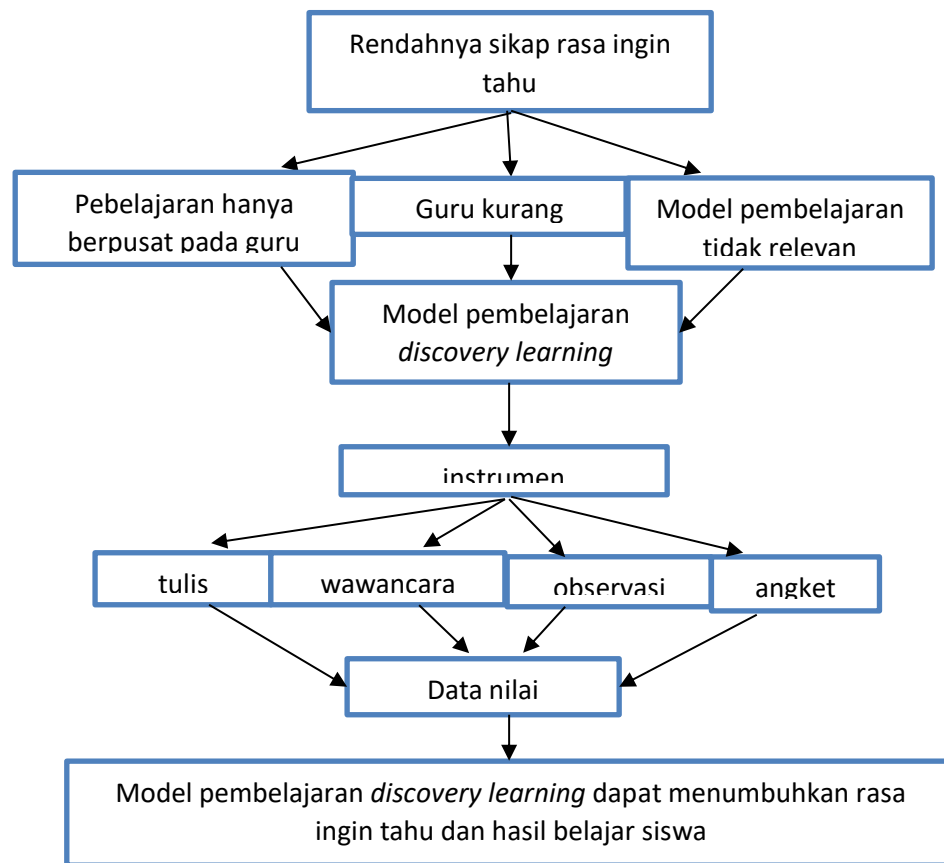 Rendahnya sikap rasa ingin
tahu
Pebelajaran hanya
berpusat pada guru
Guru kurang
Model pembelajaran
tidak relevan
Model pembelajaran
discovery learning
instrumen
tulis
wawancara
observasi
angket
Data nilai
Model pembelajaran discovery learning dapat menumbuhkan rasa
ingin tahu dan hasil belajar siswa